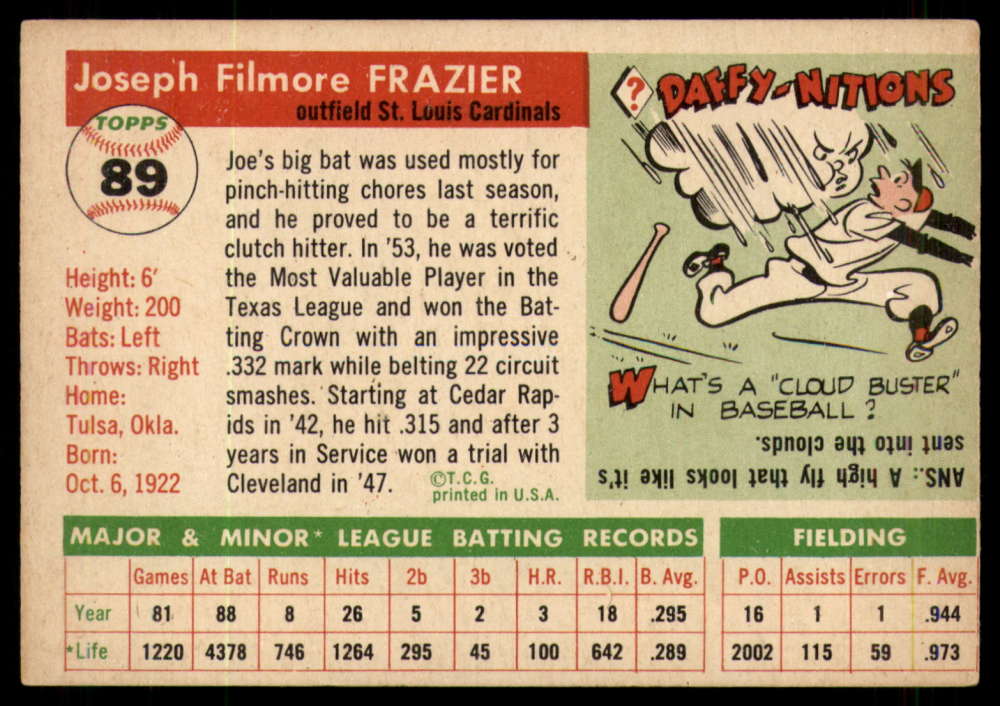 Joseph Filmore FRAZIER
outfield St. Louis Cardinals
TOPPS
89
Height: 6'
Weight: 200
Bats: Left
Throws: Right
Home:
Tulsa, Okla.
Born:
Oct. 6, 1922
Joe's big bat was used mostly for
pinch-hitting chores last season,
and he proved to be a terrific
clutch hitter. In '53, he was voted
the Most Valuable Player in the
Texas League and won the Bat-
ting Crown with an impressive
.332 mark while belting 22 circuit
smashes. Starting at Cedar Rap-
ids in '42, he hit .315 and after 3
years in Service won a trial with
Cleveland in '47.
©T.C.G.
printed in U.S.A.
? DAFFY-NITIONS
WHAT'S A "CLOUD BUSTER"
IN BASEBALL ?
ANS.: A high fly that looks like it's
sent into the clouds.
MAJOR & MINOR* LEAGUE BATTING RECORDS FIELDING
Games At Bat Runs Hits 2b 3b H.R. R.B.I. B. Avg. P.O. Assists Errors F. Avg.
Year 81 88 8 26 5 2 3 18 .295 16 1 1 .944
*Life 1220 4378 746 1264 295 45 100 642 .289 2002 115 59 .973